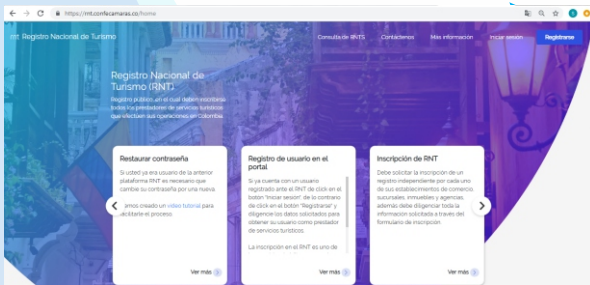 https://rnt.confecamaras.co/home
rnt Registro Nacional de Turismo
Consulta de RNTS
Contáctenos
Más información
Iniciar sesión
Registrarse
Registro Nacional de
Turismo (RNT)
Registro público en el cual deben inscribirse
todos los prestadores de servicios turísticos
que efectúen sus operaciones en Colombia
Restaurar contraseña
Si usted ya era usuario de la anterior
plataforma RNT es necesario que
cambie su contraseña por una nueva.
amos creado un video tutorial para
acilitarle el proceso.
Ver más
Registro de usuario en el
portal
Si ya cuenta con un usuario
registrado ante el RNT de click en el
botón "Iniciar sesión", de lo contrario
de click en el botón "Registrarse" y
diligencie los datos solicitados para
obtener su usuario como prestador
de servicios turísticos.
La inscripción en el RNT es uno de
Ver más
Inscripción de RNT
Debe solicitar la inscripción de un
registro independiente por cada uno
de sus establecimientos de comercio,
sucursales, inmuebles y agencias,
además debe diligenciar toda la
información solicitada a través del
formulario de inscripción
Ver más